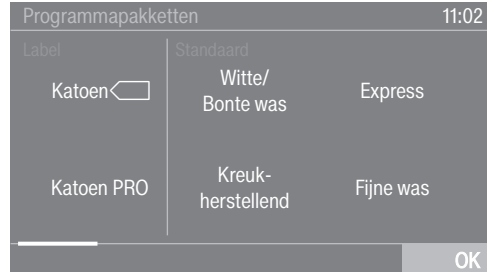 Programmapakketten 11:02
Label Standaard
Katoen
Witte/
Bonte was
Express
Katoen PRO
Kreuk-
herstellend
Fijne was
OK